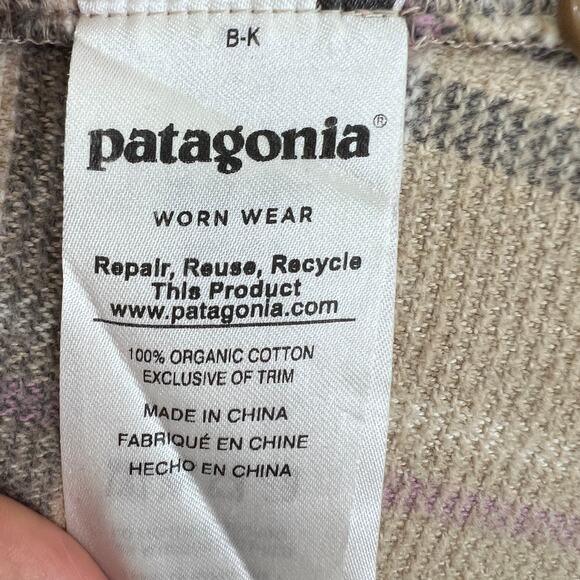 B-K
patagonia®
WORN WEAR
Repair, Reuse, Recycle
This Product
www.patagonia.com
100% ORGANIC COTTON
EXCLUSIVE OF TRIM
MADE IN CHINA
FABRIQUÉ EN CHINE
HECHO EN CHINA